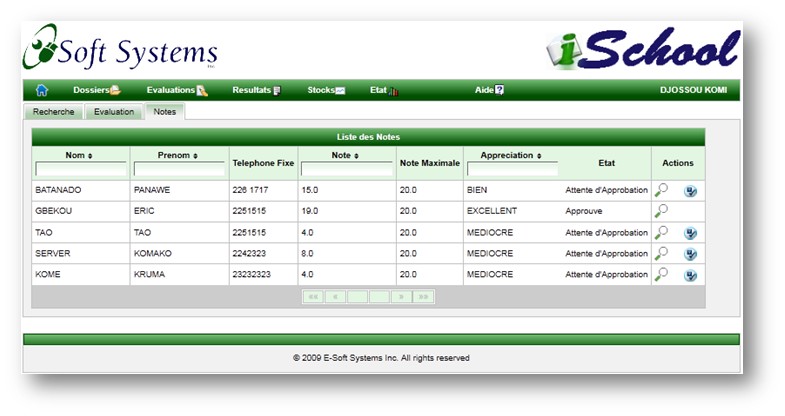 Soft Systems
iSchool
Dossiers Evaluations Resultats Stocks Etat Aide DJOSSOU KOMI
Recherche Evaluation Notes
Liste des Notes
Nom Prenom Telephone Fixe Note Note Maximale Appreciation Etat Actions
BATANADO PANAWE 226 1717 15.0 20.0 BIEN Attente d'Approbation
GBEKOU ERIC 2251515 19.0 20.0 EXCELLENT Approuve
TAO TAO 2251515 4.0 20.0 MEDIOCRE Attente d'Approbation
SERVER KOMAKO 2242323 8.0 20.0 MEDIOCRE Attente d'Approbation
KOME KRUMA 23232323 4.0 20.0 MEDIOCRE Attente d'Approbation
«« « » »»
© 2009 E-Soft Systems Inc. All rights reserved